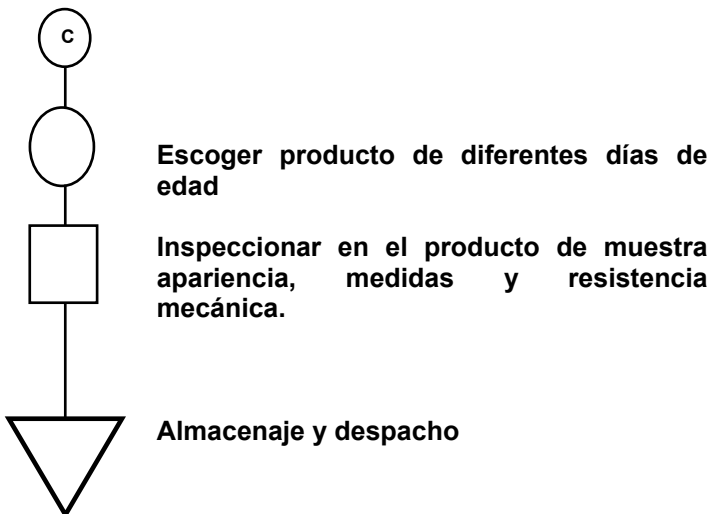 C
Escoger producto de diferentes días de
edad
Inspeccionar en el producto de muestra
apariencia, medidas y resistencia
mecánica.
Almacenaje y despacho